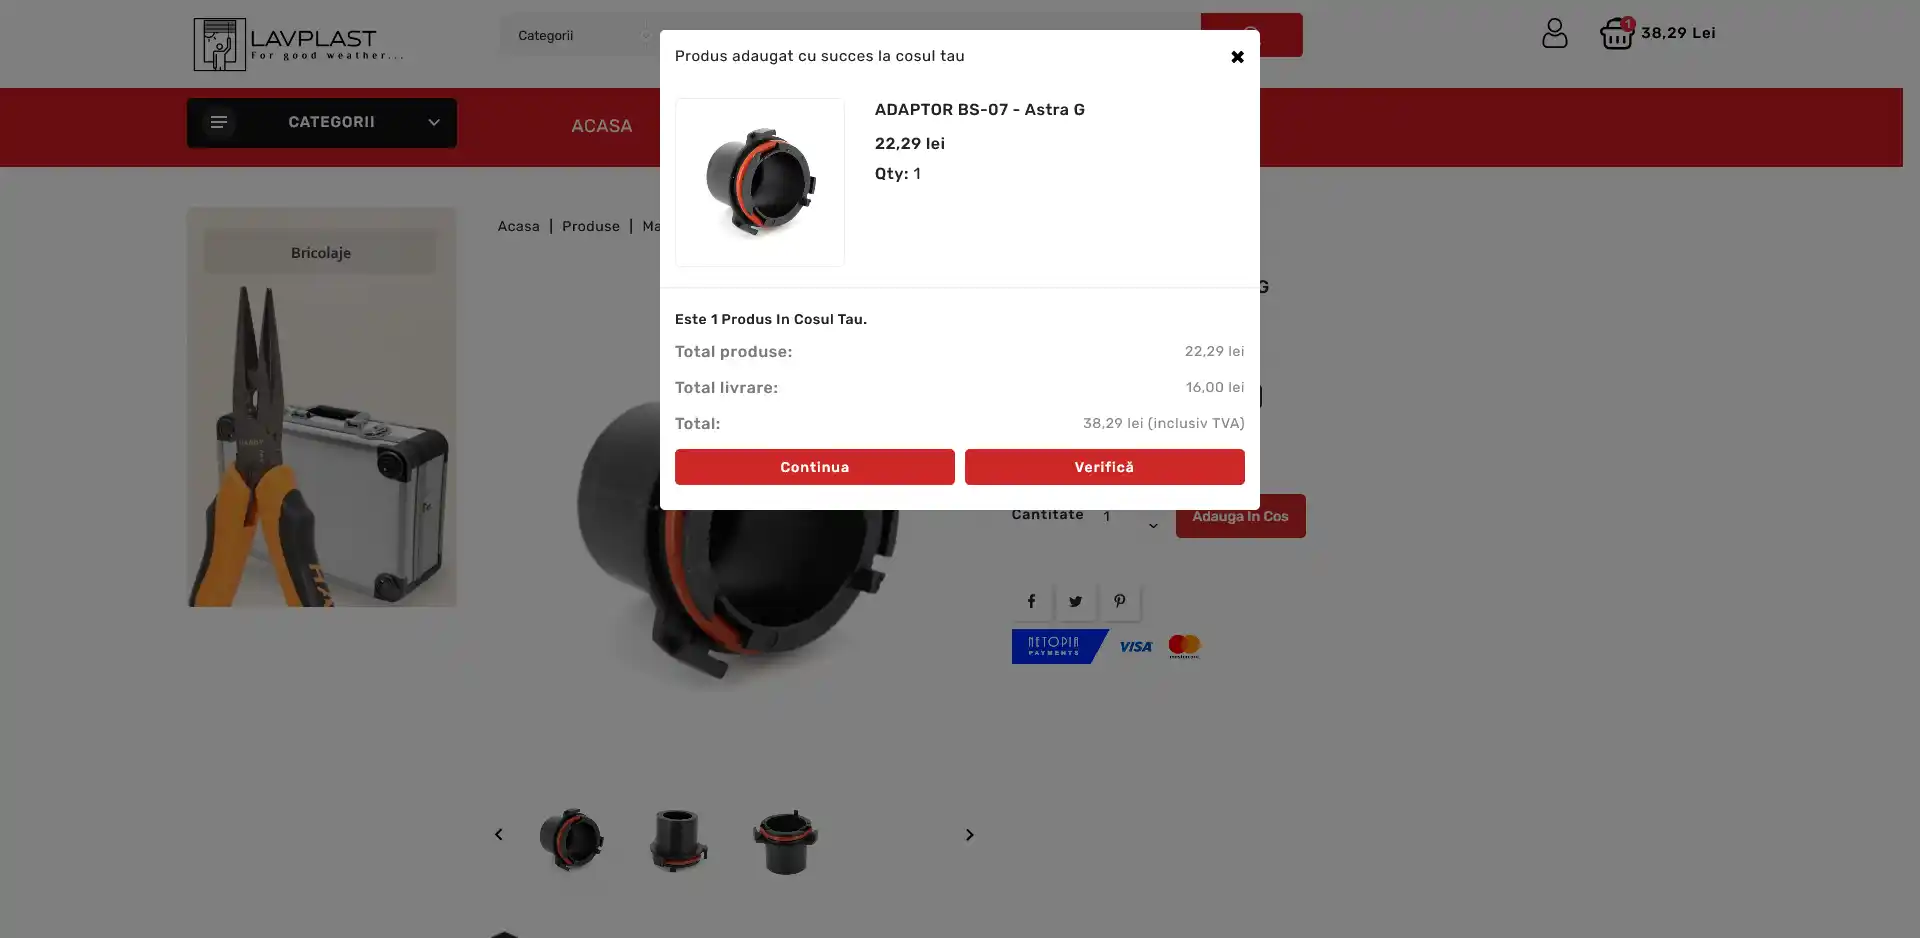 LAVPLAST
For good weather...
Categorii
1
38,29 Lei
CATEGORII
ACASA
Produs adaugat cu succes la cosul tau
ADAPTOR BS-07 - Astra G
22,29 lei
Qty: 1
Este 1 Produs In Cosul Tau.
Total produse: 22,29 lei
Total livrare: 16,00 lei
Total: 38,29 lei (inclusiv TVA)
Continua
Verifică
Bricolaje
Acasa | Produse | Ma
G
Cantitate 1
Adauga In Cos
NETOPIA
PAYMENTS
VISA